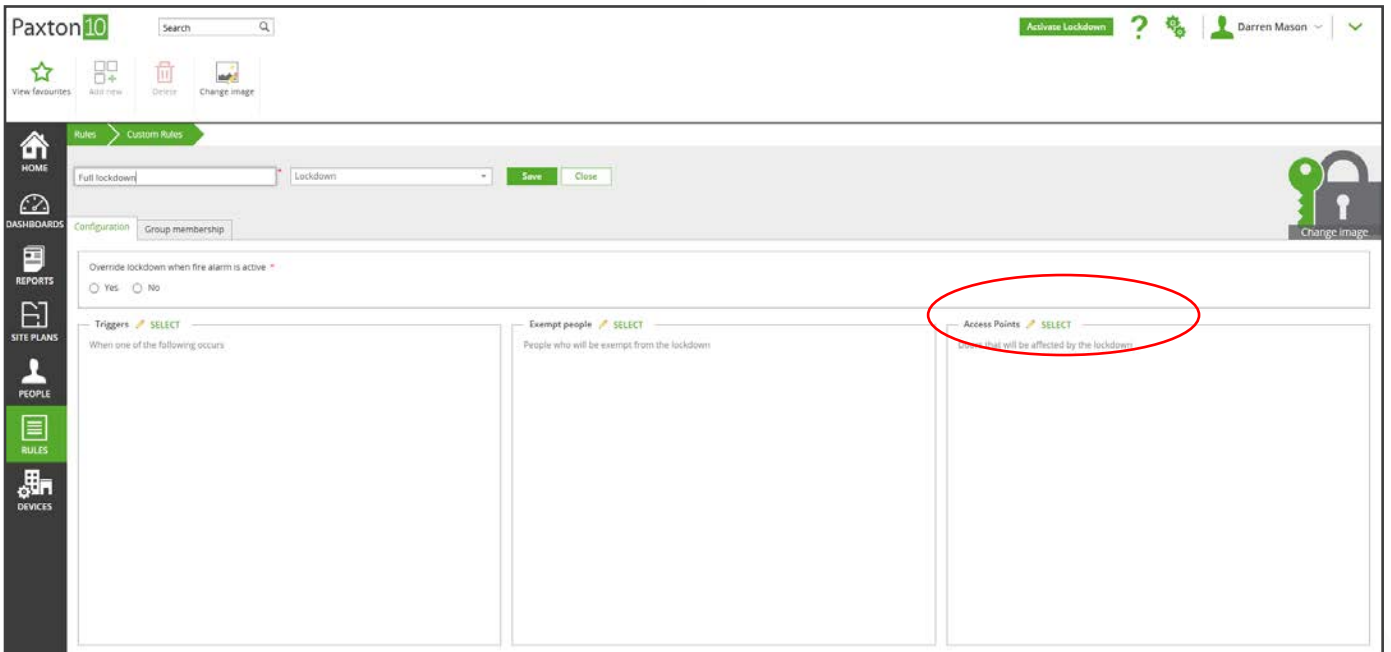 Paxton10
Search
Activate Lockdown
?
Darren Mason
View favourites
Add new
Delete
Change image
HOME
DASHBOARDS
REPORTS
SITE PLANS
PEOPLE
RULES
DEVICES
Rules
Custom Rules
Full lockdown
*
Lockdown
Save
Close
Change image
Configuration
Group membership
Override lockdown when fire alarm is active *
Yes
No
Triggers SELECT
When one of the following occurs
Exempt people SELECT
People who will be exempt from the lockdown
Access Points SELECT
Doors that will be affected by the lockdown